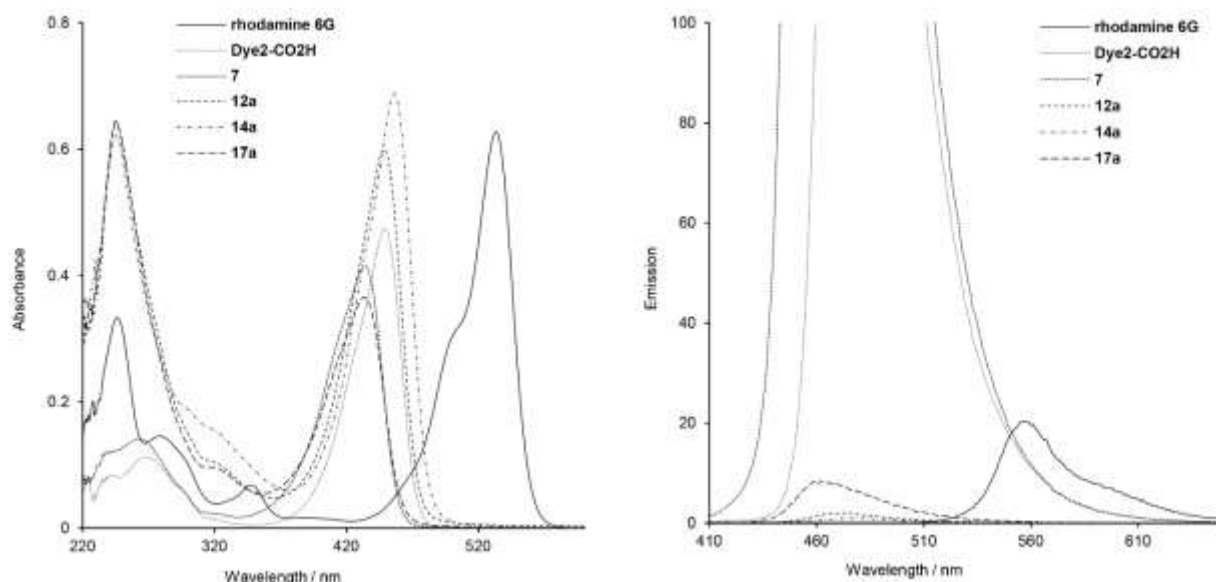 0.8
0.6
0.4
0.2
0
Absorbance
220
320
420
520
Wavelength / nm
rhodamine 6G
Dye2-CO2H
7
12a
14a
17a
100
80
60
40
20
0
Emission
410
460
510
560
610
Wavelength / nm
rhodamine 6G
Dye2-CO2H
7
12a
14a
17a